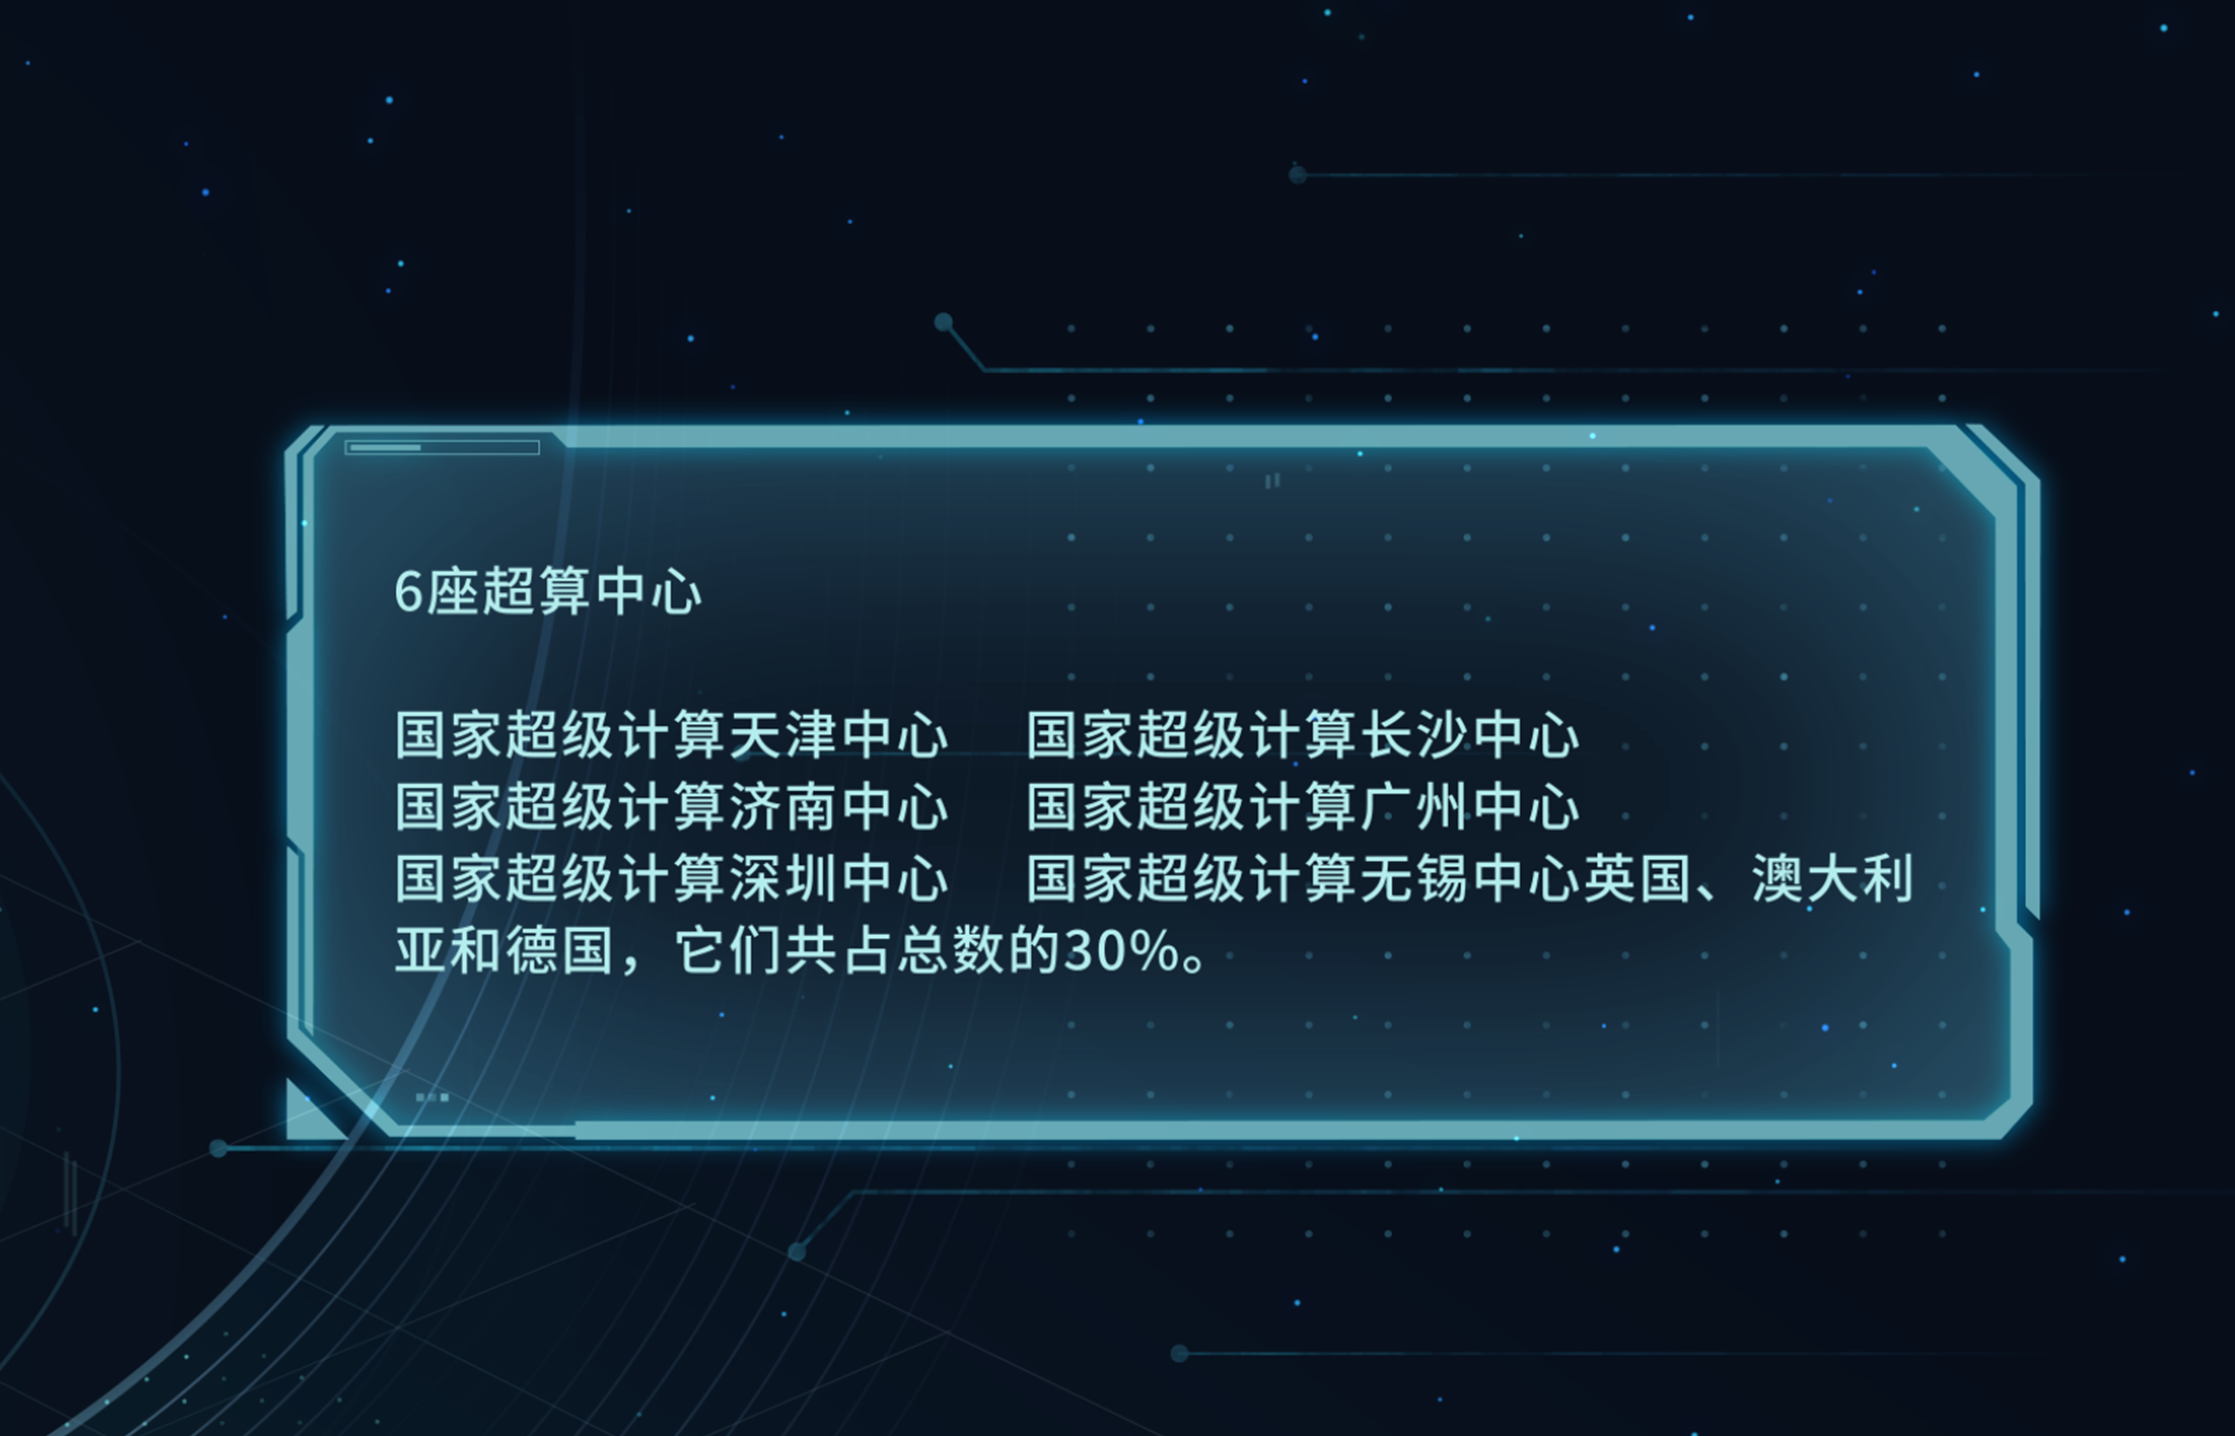 6座超算中心
国家超级计算天津中心 国家超级计算长沙中心
国家超级计算济南中心 国家超级计算广州中心
国家超级计算深圳中心 国家超级计算无锡中心英国、澳大利
亚和德国，它们共占总数的30%。